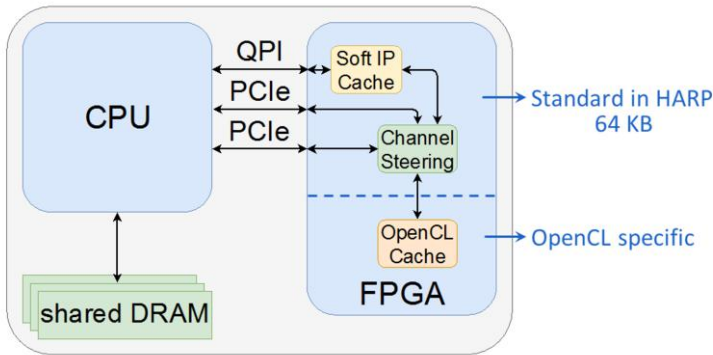 QPI
PCIe
PCIe
CPU
Soft IP
Cache
Channel
Steering
OpenCL
Cache
FPGA
shared DRAM
Standard in HARP
64 KB
OpenCL specific